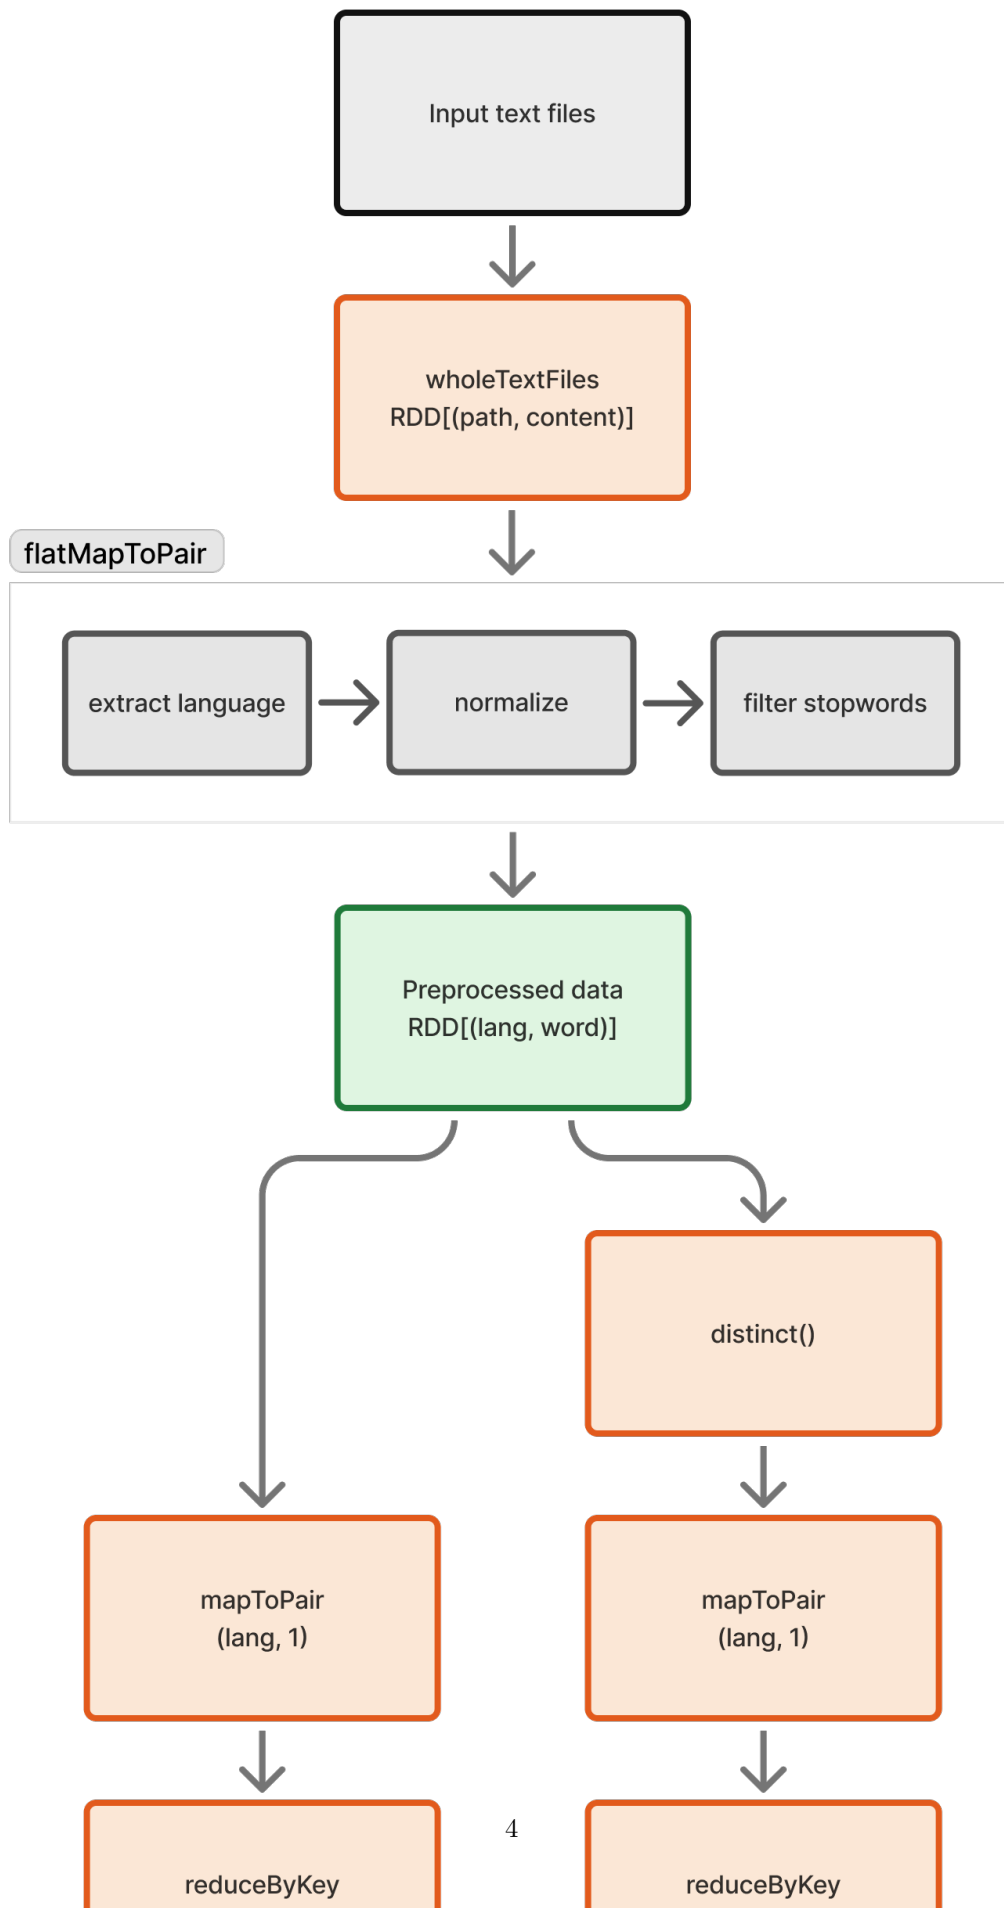 Input text files
wholeTextFiles
RDD[(path, content)]
flatMapToPair
extract language
normalize
filter stopwords
Preprocessed data
RDD[(lang, word)]
distinct()
mapToPair
(lang, 1)
mapToPair
(lang, 1)
4
reduceByKey
reduceByKey